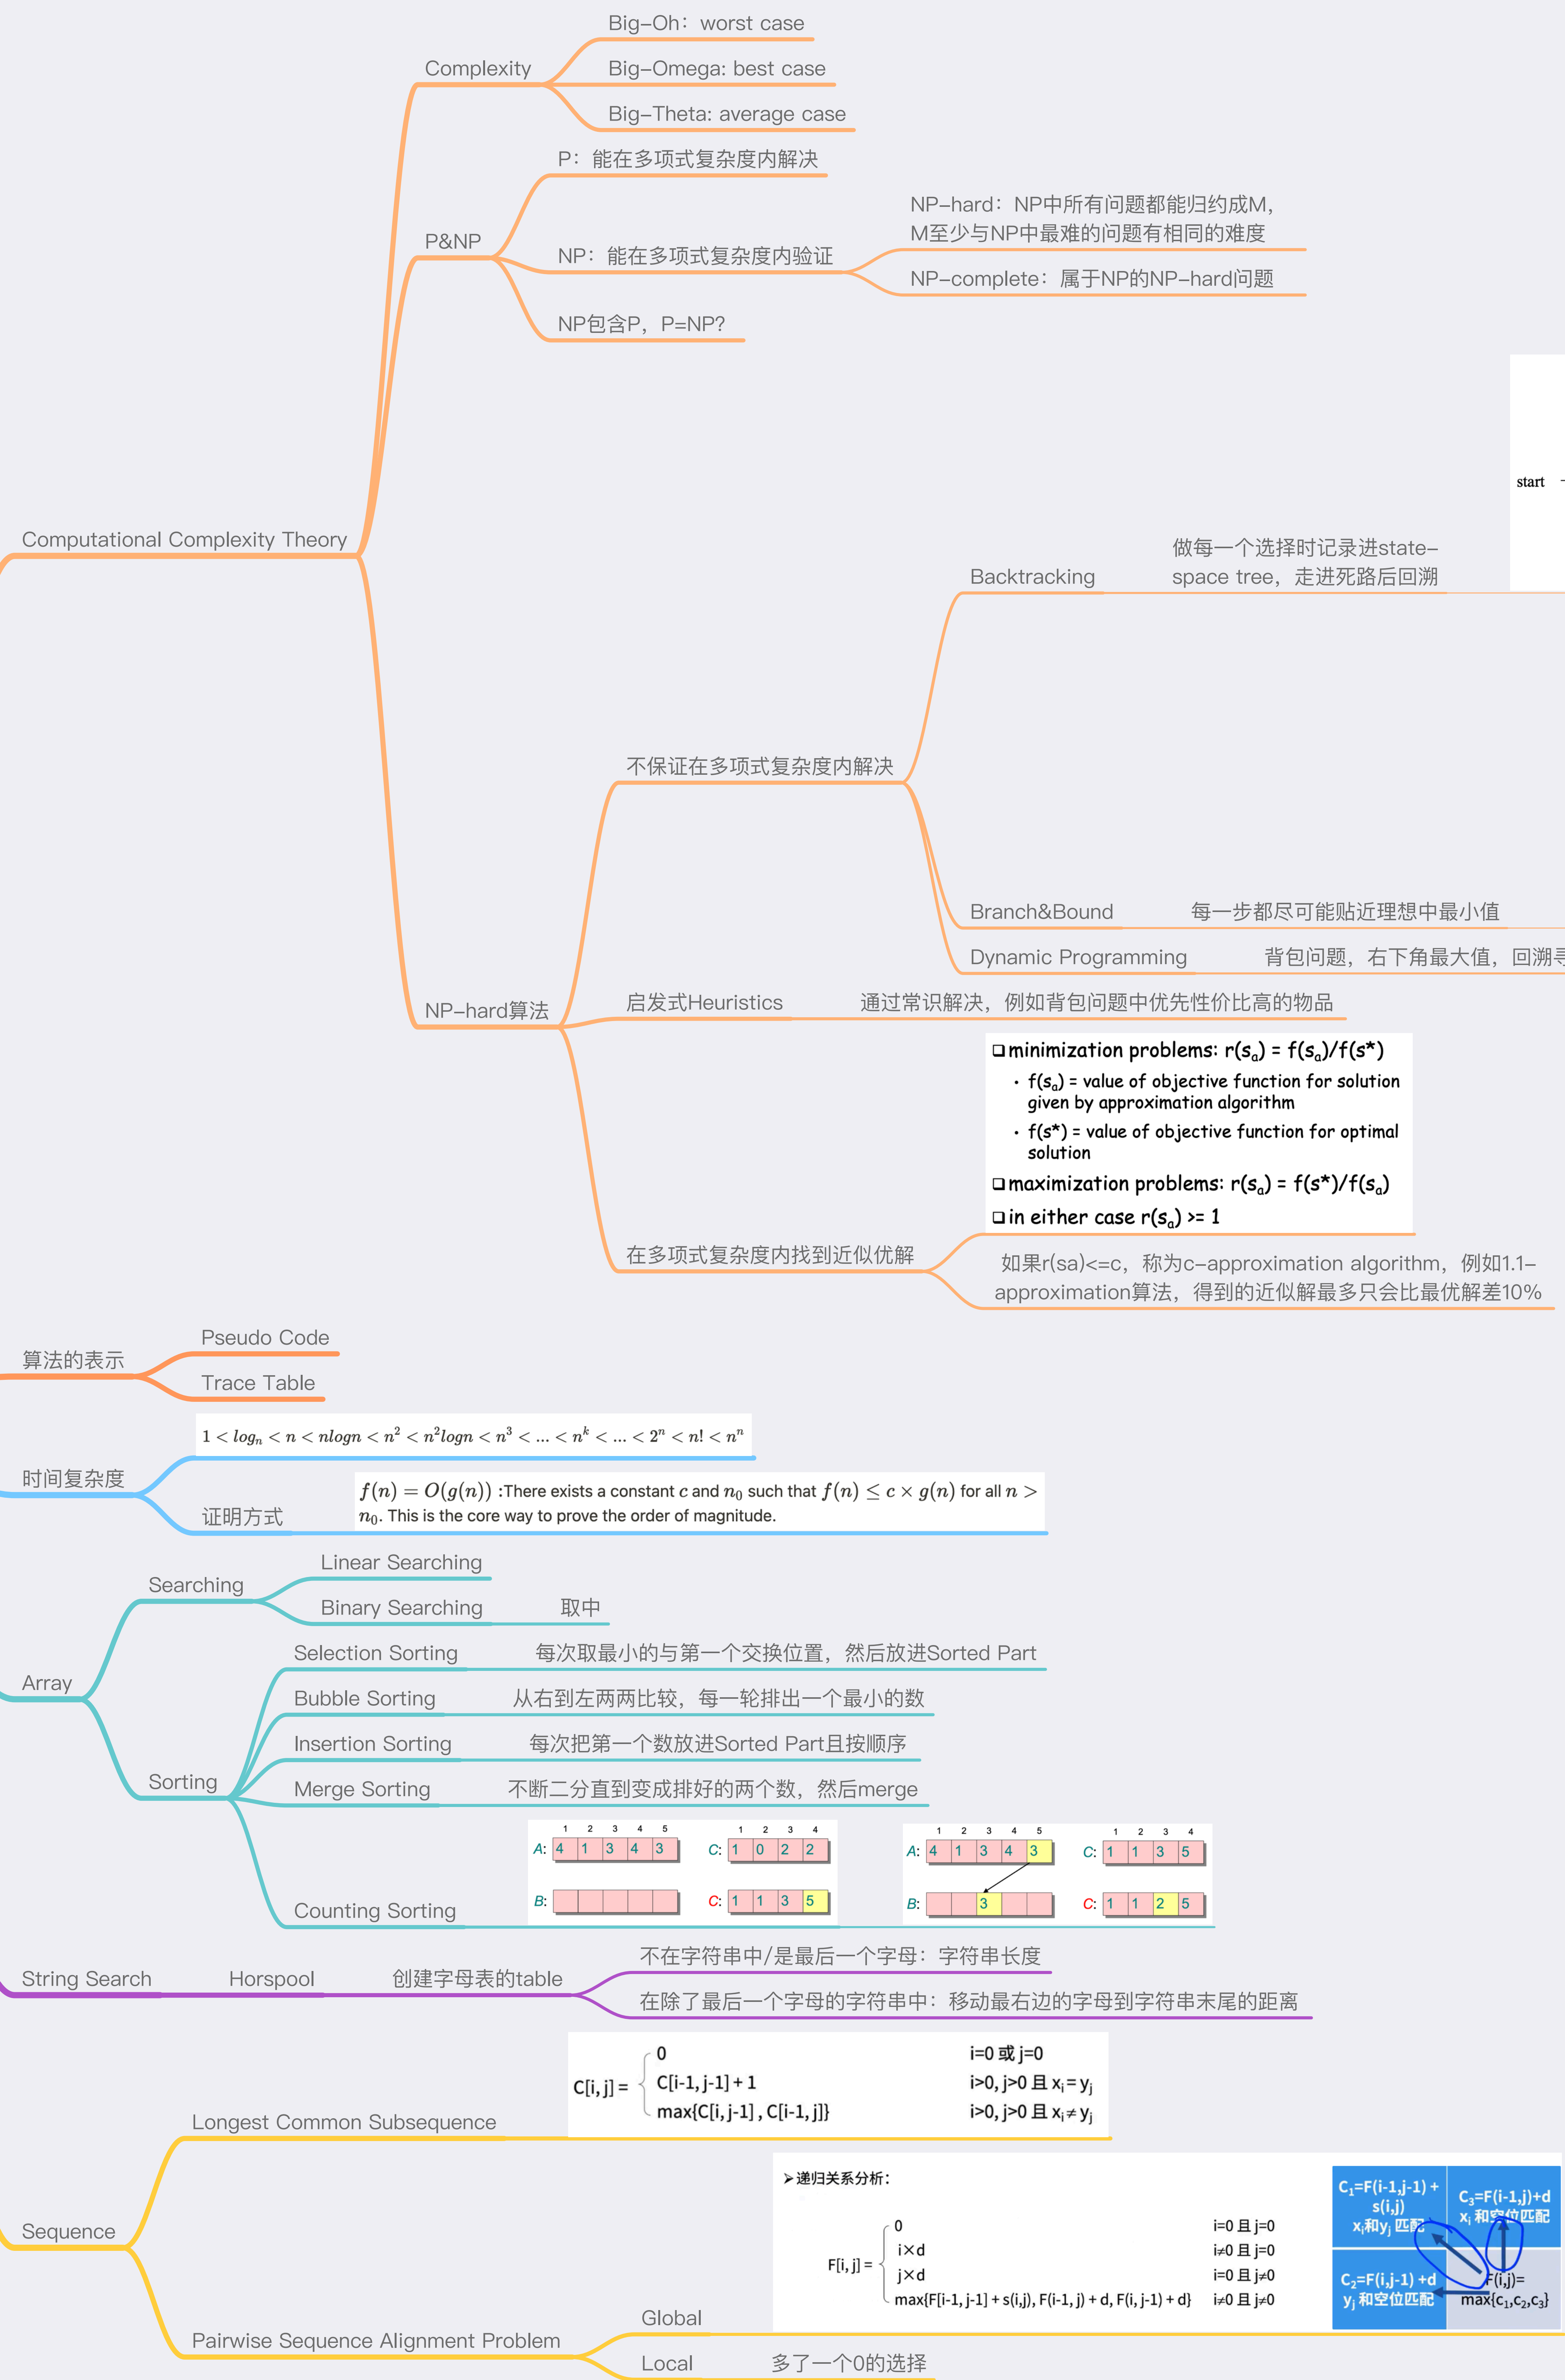 Big-Oh：worst case
Complexity
Big-Omega: best case
Big-Theta: average case
P：能在多项式复杂度内解决
P&NP
NP：能在多项式复杂度内验证
NP-hard：NP中所有问题都能归约成M，
M至少与NP中最难的问题有相同的难度
NP-complete：属于NP的NP-hard问题
NP包含P，P=NP?
start
Computational Complexity Theory
Backtracking
做每一个选择时记录进state-
space tree，走进死路后回溯
不保证在多项式复杂度内解决
Branch&Bound
每一步都尽可能贴近理想中最小值
Dynamic Programming
背包问题，右下角最大值，回溯寻
NP-hard算法
启发式Heuristics
通过常识解决，例如背包问题中优先性价比高的物品
❑ minimization problems: r(sₐ) = f(sₐ)/f(s*)
• f(sₐ) = value of objective function for solution
given by approximation algorithm
• f(s*) = value of objective function for optimal
solution
❑ maximization problems: r(sₐ) = f(s*)/f(sₐ)
❑ in either case r(sₐ) >= 1
在多项式复杂度内找到近似优解
如果r(sa)<=c，称为c-approximation algorithm，例如1.1-
approximation算法，得到的近似解最多只会比最优解差10%
算法的表示
Pseudo Code
Trace Table
时间复杂度
1 < logₙ < n < nlogn < n² < n²logn < n³ < ... < nᵏ < ... < 2ⁿ < n! < nⁿ
证明方式
f(n) = O(g(n)) :There exists a constant c and n₀ such that f(n) ≤ c × g(n) for all n >
n₀. This is the core way to prove the order of magnitude.
Array
Searching
Linear Searching
Binary Searching
取中
Sorting
Selection Sorting
每次取最小的与第一个交换位置，然后放进Sorted Part
Bubble Sorting
从右到左两两比较，每一轮排出一个最小的数
Insertion Sorting
每次把第一个数放进Sorted Part且按顺序
Merge Sorting
不断二分直到变成排好的两个数，然后merge
Counting Sorting
1 2 3 4 5
A: 4 1 3 4 3
B:
1 2 3 4
C: 1 0 2 2
C: 1 1 3 5
1 2 3 4 5
A: 4 1 3 4 3
B: 3
1 2 3 4
C: 1 1 3 5
C: 1 1 2 5
String Search
Horspool
创建字母表的table
不在字符串中/是最后一个字母：字符串长度
在除了最后一个字母的字符串中：移动最右边的字母到字符串末尾的距离
Sequence
Longest Common Subsequence
C[i, j] =
0 i=0 或 j=0
C[i-1, j-1] + 1 i>0, j>0 且 xᵢ = yⱼ
max{C[i, j-1] , C[i-1, j]} i>0, j>0 且 xᵢ ≠ yⱼ
Pairwise Sequence Alignment Problem
Global
➢递归关系分析：
F[i, j] =
0 i=0 且 j=0
i×d i≠0 且 j=0
j×d i=0 且 j≠0
max{F[i-1, j-1] + s(i,j), F(i-1, j) + d, F(i, j-1) + d} i≠0 且 j≠0
C₁=F(i-1,j-1) +
s(i,j)
xᵢ和yⱼ 匹配
C₃=F(i-1,j)+d
xᵢ 和空位匹配
C₂=F(i,j-1) +d
yⱼ 和空位匹配
F(i,j)=
max{c₁,c₂,c₃}
Local
多了一个0的选择